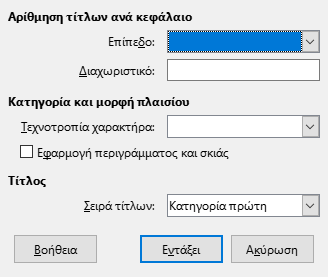 Αρίθμηση τίτλων ανά κεφάλαιο
Επίπεδο:
Διαχωριστικό:
Κατηγορία και μορφή πλαισίου
Τεχνοτροπία χαρακτήρα:
Εφαρμογή περιγράμματος και σκιάς
Τίτλος
Σειρά τίτλων: Κατηγορία πρώτη
Βοήθεια Εντάξει Ακύρωση